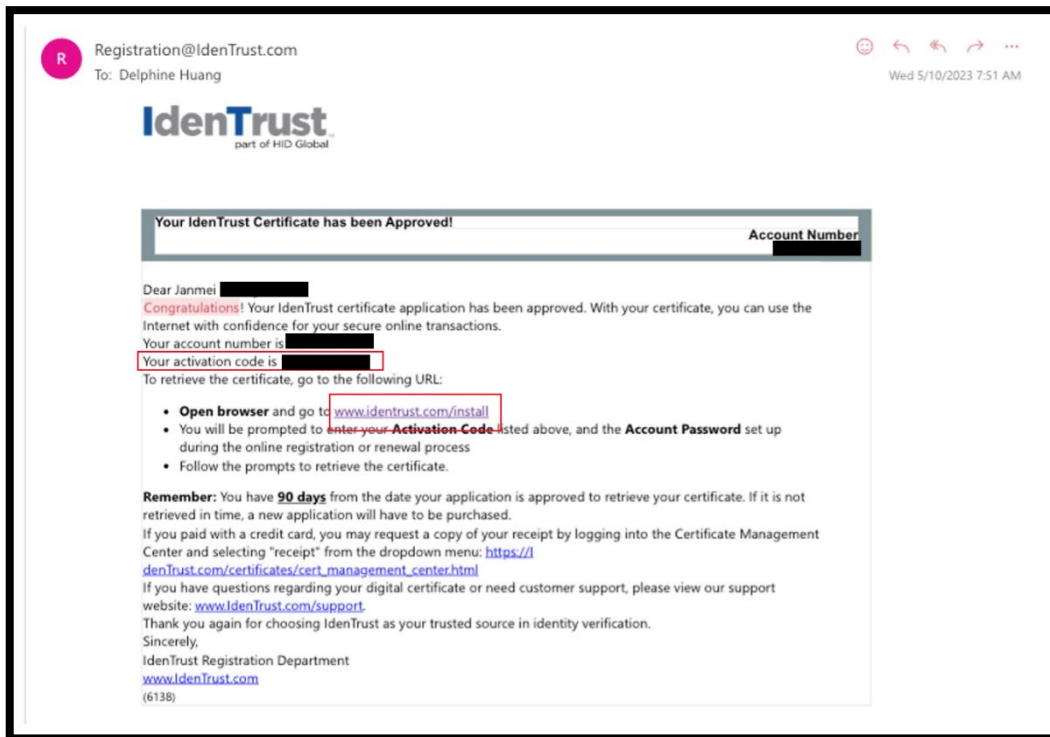 R
Registration@IdenTrust.com
To: Delphine Huang
Wed 5/10/2023 7:51 AM
IdenTrust
part of HID Global
Your IdenTrust Certificate has been Approved!
Account Number
Dear Janmei
Congratulations! Your IdenTrust certificate application has been approved. With your certificate, you can use the
Internet with confidence for your secure online transactions.
Your account number is
Your activation code is
To retrieve the certificate, go to the following URL:
• Open browser and go to www.identrust.com/install
• You will be prompted to enter your Activation Code listed above, and the Account Password set up
during the online registration or renewal process
• Follow the prompts to retrieve the certificate.
Remember: You have 90 days from the date your application is approved to retrieve your certificate. If it is not
retrieved in time, a new application will have to be purchased.
If you paid with a credit card, you may request a copy of your receipt by logging into the Certificate Management
Center and selecting "receipt" from the dropdown menu: https://I
denTrust.com/certificates/cert_management_center.html
If you have questions regarding your digital certificate or need customer support, please view our support
website: www.IdenTrust.com/support.
Thank you again for choosing IdenTrust as your trusted source in identity verification.
Sincerely,
IdenTrust Registration Department
www.IdenTrust.com
(6138)